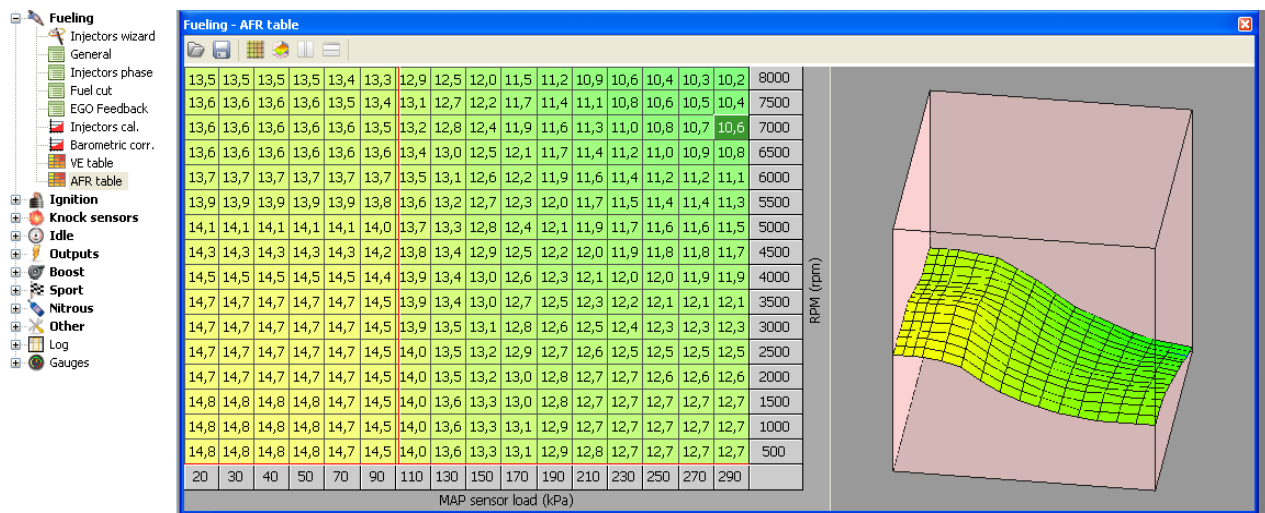 Fueling
Injectors wizard
General
Injectors phase
Fuel cut
EGO Feedback
Injectors cal.
Barometric corr.
VE table
AFR table
Ignition
Knock sensors
Idle
Outputs
Boost
Sport
Nitrous
Other
Log
Gauges
Fueling - AFR table
13,5 13,5 13,5 13,5 13,4 13,3 12,9 12,5 12,0 11,5 11,2 10,9 10,6 10,4 10,3 10,2 8000
13,6 13,6 13,6 13,6 13,5 13,4 13,1 12,7 12,2 11,7 11,4 11,1 10,8 10,6 10,5 10,4 7500
13,6 13,6 13,6 13,6 13,6 13,5 13,2 12,8 12,4 11,9 11,6 11,3 11,0 10,8 10,7 10,6 7000
13,6 13,6 13,6 13,6 13,6 13,6 13,4 13,0 12,5 12,1 11,7 11,4 11,2 11,0 10,9 10,8 6500
13,7 13,7 13,7 13,7 13,7 13,7 13,5 13,1 12,6 12,2 11,9 11,6 11,4 11,2 11,2 11,1 6000
13,9 13,9 13,9 13,9 13,9 13,8 13,6 13,2 12,7 12,3 12,0 11,7 11,5 11,4 11,4 11,3 5500
14,1 14,1 14,1 14,1 14,1 14,0 13,7 13,3 12,8 12,4 12,1 11,9 11,7 11,6 11,6 11,5 5000
14,3 14,3 14,3 14,3 14,3 14,2 13,8 13,4 12,9 12,5 12,2 12,0 11,9 11,8 11,8 11,7 4500
14,5 14,5 14,5 14,5 14,5 14,4 13,9 13,4 13,0 12,6 12,3 12,1 12,0 12,0 11,9 11,9 4000
14,7 14,7 14,7 14,7 14,7 14,5 13,9 13,4 13,0 12,7 12,5 12,3 12,2 12,1 12,1 12,1 3500
14,7 14,7 14,7 14,7 14,7 14,5 13,9 13,5 13,1 12,8 12,6 12,5 12,4 12,3 12,3 12,3 3000
14,7 14,7 14,7 14,7 14,7 14,5 14,0 13,5 13,2 12,9 12,7 12,6 12,5 12,5 12,5 12,5 2500
14,7 14,7 14,7 14,7 14,7 14,5 14,0 13,5 13,2 13,0 12,8 12,7 12,7 12,6 12,6 12,6 2000
14,8 14,8 14,8 14,8 14,7 14,5 14,0 13,6 13,3 13,0 12,8 12,7 12,7 12,7 12,7 12,7 1500
14,8 14,8 14,8 14,8 14,7 14,5 14,0 13,6 13,3 13,1 12,9 12,7 12,7 12,7 12,7 12,7 1000
14,8 14,8 14,8 14,8 14,7 14,5 14,0 13,6 13,3 13,1 12,9 12,8 12,7 12,7 12,7 12,7 500
20 30 40 50 70 90 110 130 150 170 190 210 230 250 270 290
MAP sensor load (kPa)
RPM (rpm)